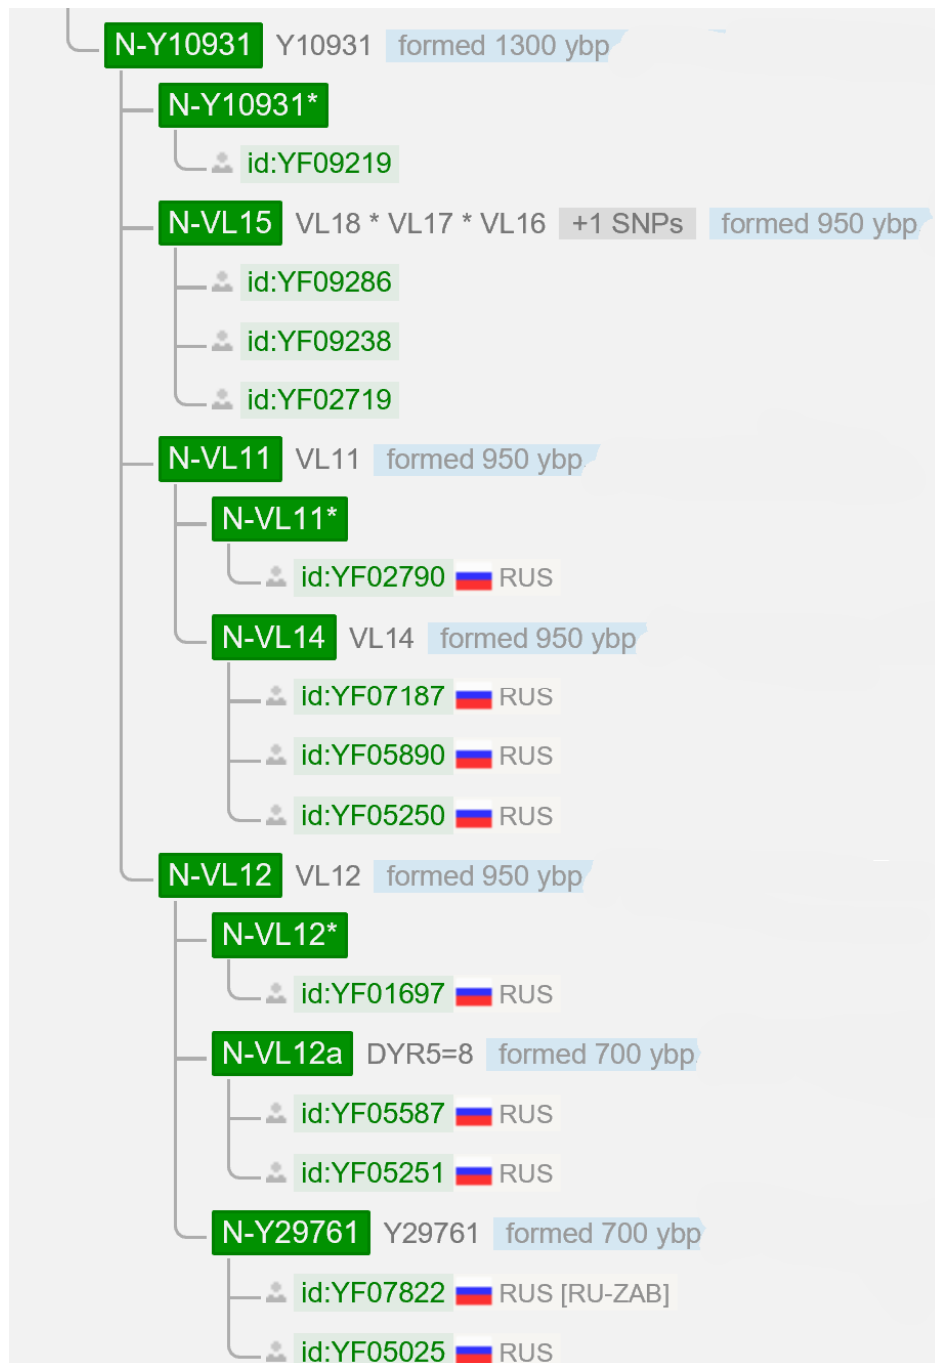 N-Y10931 Y10931 formed 1300 ybp
N-Y10931*
id:YF09219
N-VL15 VL18 * VL17 * VL16 +1 SNPs formed 950 ybp
id:YF09286
id:YF09238
id:YF02719
N-VL11 VL11 formed 950 ybp
N-VL11*
id:YF02790 RUS
N-VL14 VL14 formed 950 ybp
id:YF07187 RUS
id:YF05890 RUS
id:YF05250 RUS
N-VL12 VL12 formed 950 ybp
N-VL12*
id:YF01697 RUS
N-VL12a DYR5=8 formed 700 ybp
id:YF05587 RUS
id:YF05251 RUS
N-Y29761 Y29761 formed 700 ybp
id:YF07822 RUS [RU-ZAB]
id:YF05025 RUS